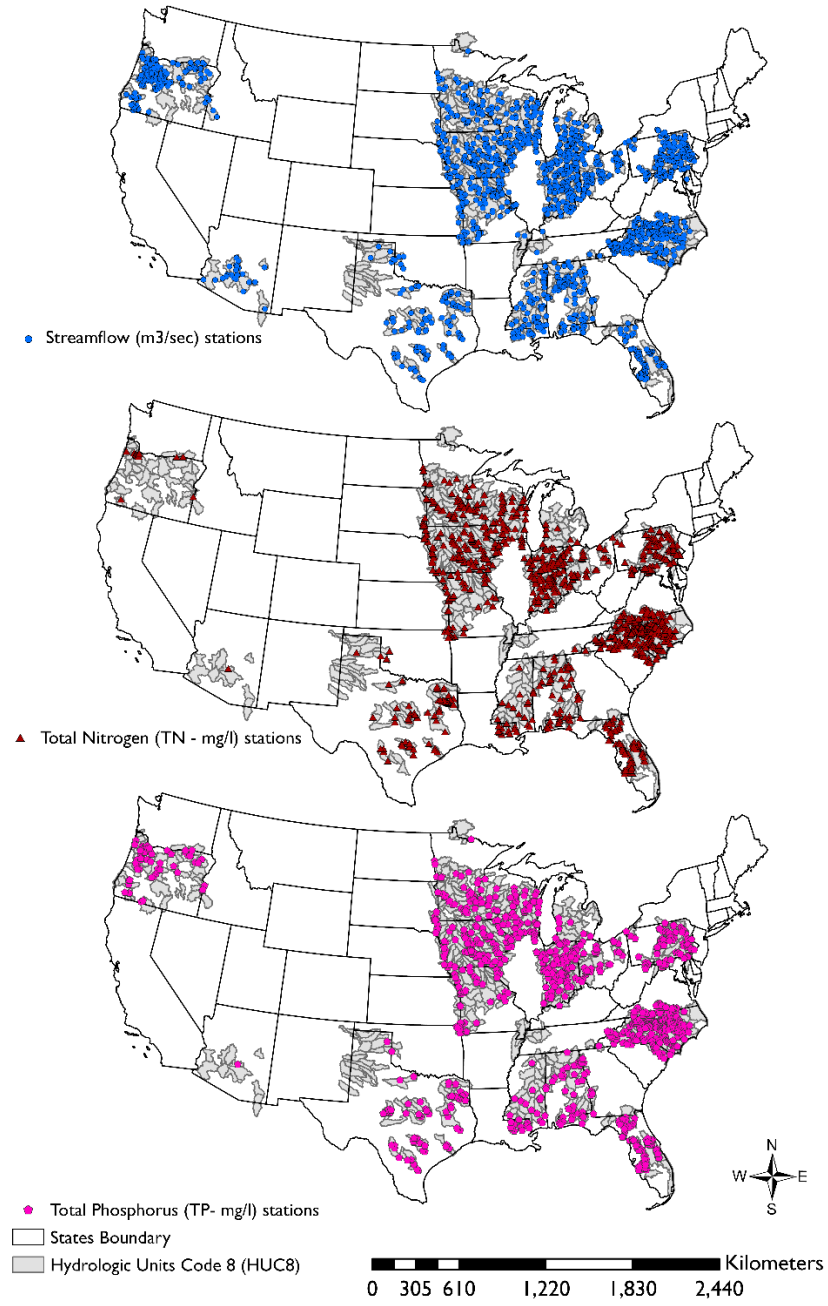 Streamflow (m3/sec) stations
Total Nitrogen (TN - mg/l) stations
N
W E
S
Total Phosphorus (TP- mg/l) stations
States Boundary
Hydrologic Units Code 8 (HUC8)
Kilometers
0 305 610 1,220 1,830 2,440